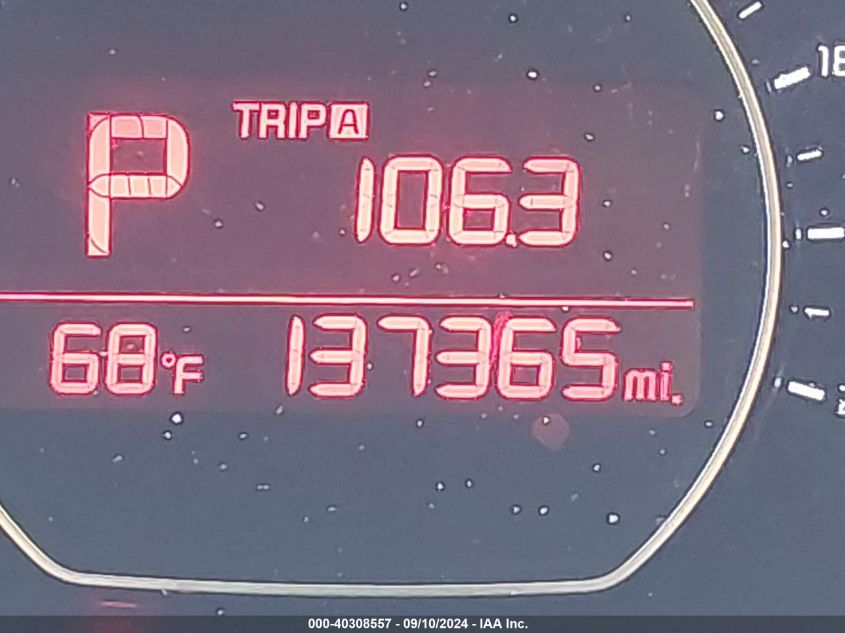 P
TRIP A
106.3
68°F 137365 mi.
000-40308557 - 09/10/2024 - IAA Inc.